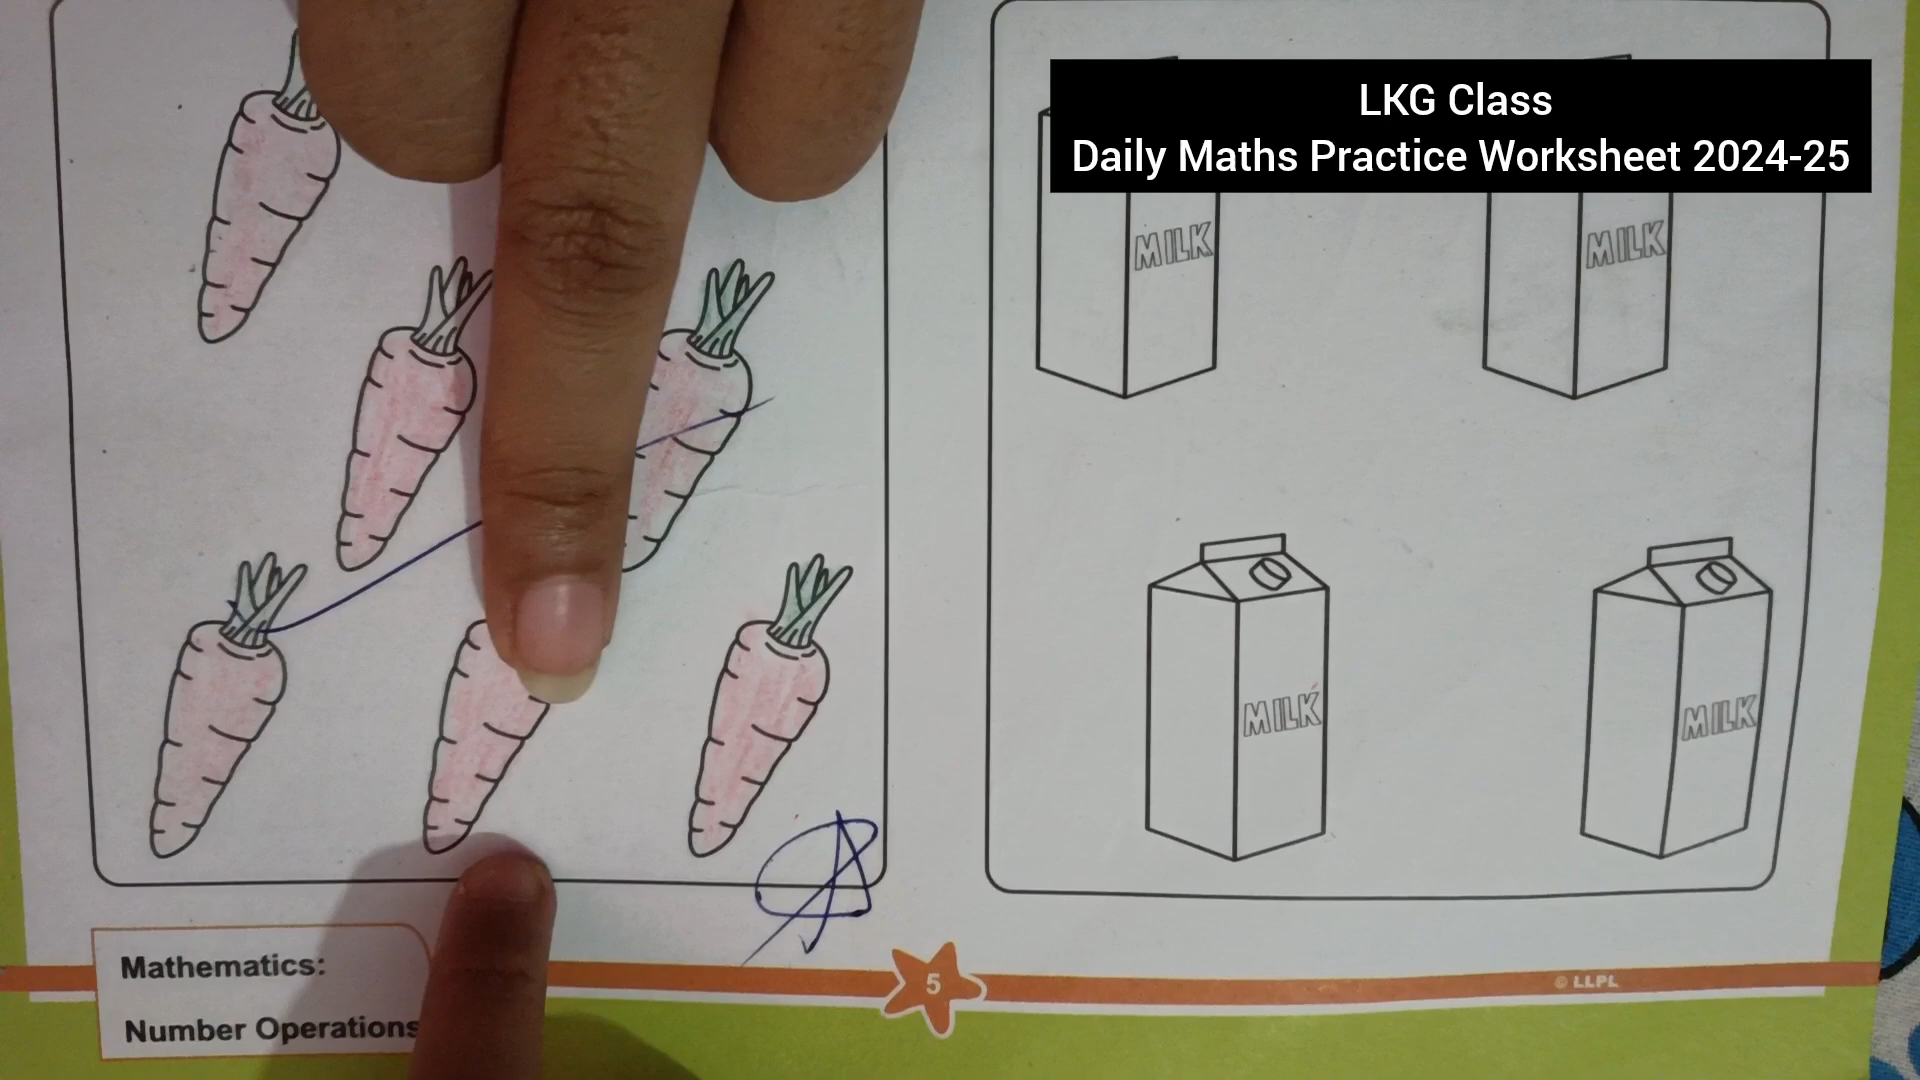 LKG Class
Daily Maths Practice Worksheet 2024-25
MILK
MILK
MILK
MILK
Mathematics:
Number Operations
5
© LLPL